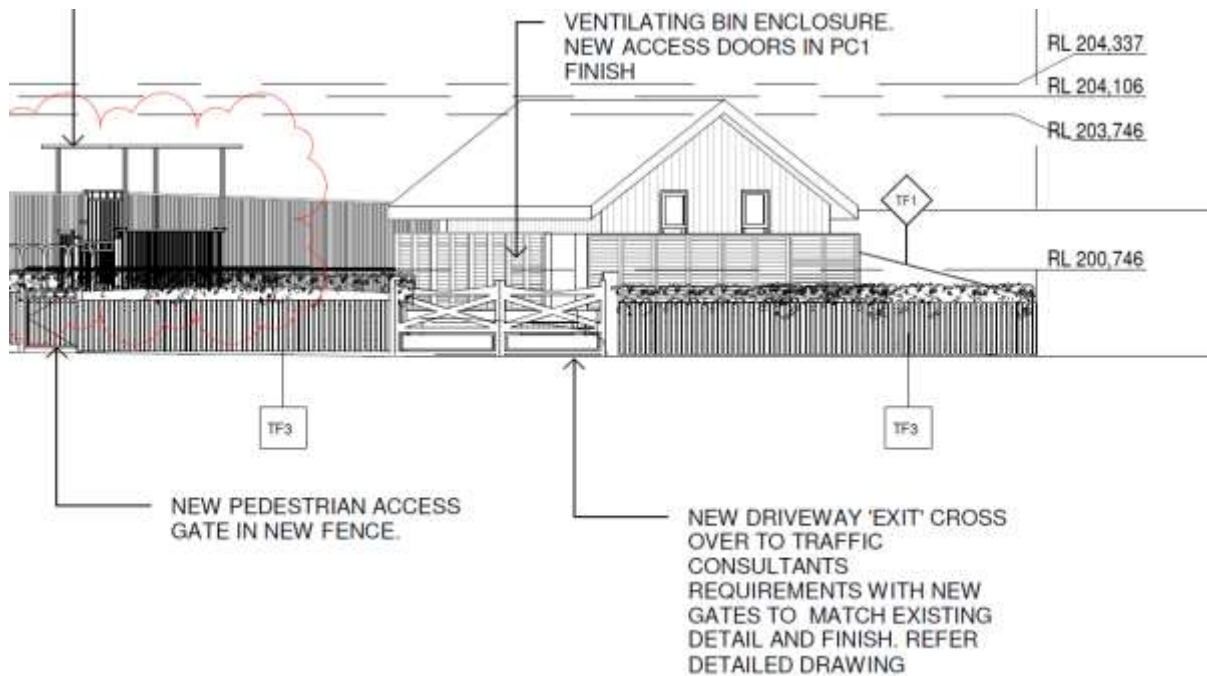 VENTILATING BIN ENCLOSURE.
NEW ACCESS DOORS IN PC1
FINISH
RL 204,337
RL 204,106
RL 203,746
TF1
RL 200,746
TF3
TF3
NEW PEDESTRIAN ACCESS
GATE IN NEW FENCE.
NEW DRIVEWAY 'EXIT' CROSS
OVER TO TRAFFIC
CONSULTANTS
REQUIREMENTS WITH NEW
GATES TO MATCH EXISTING
DETAIL AND FINISH. REFER
DETAILED DRAWING